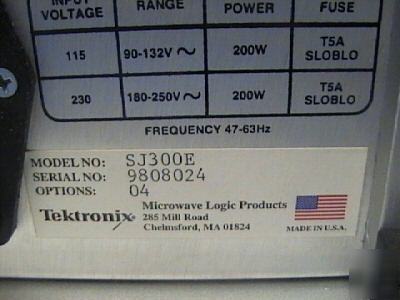 INPUT VOLTAGE RANGE POWER FUSE
115 90-132V~ 200W T5A SLOBLO
230 180-250V~ 200W T5A SLOBLO
FREQUENCY 47-63Hz
MODEL NO: SJ300E
SERIAL NO: 9808024
OPTIONS: 04
Tektronix
Microwave Logic Products
285 Mill Road
Chelmsford, MA 01824
MADE IN U.S.A.